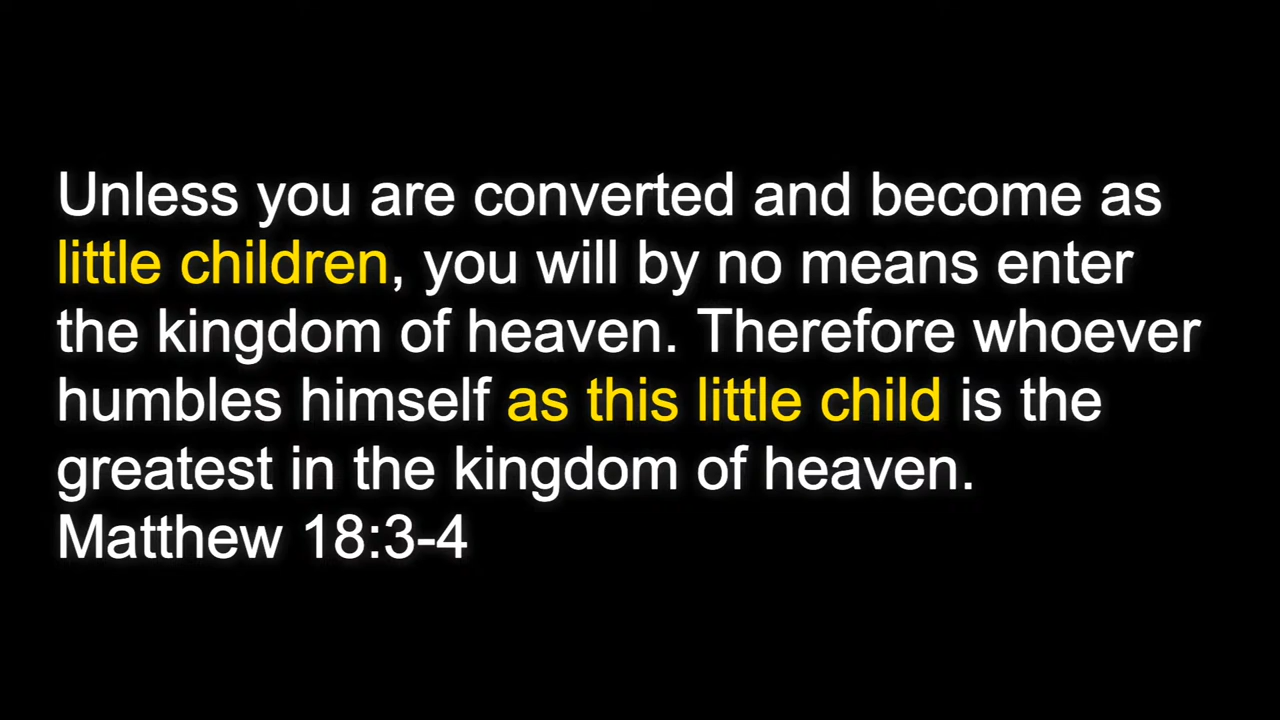 Unless you are converted and become as
little children, you will by no means enter
the kingdom of heaven. Therefore whoever
humbles himself as this little child is the
greatest in the kingdom of heaven.
Matthew 18:3-4